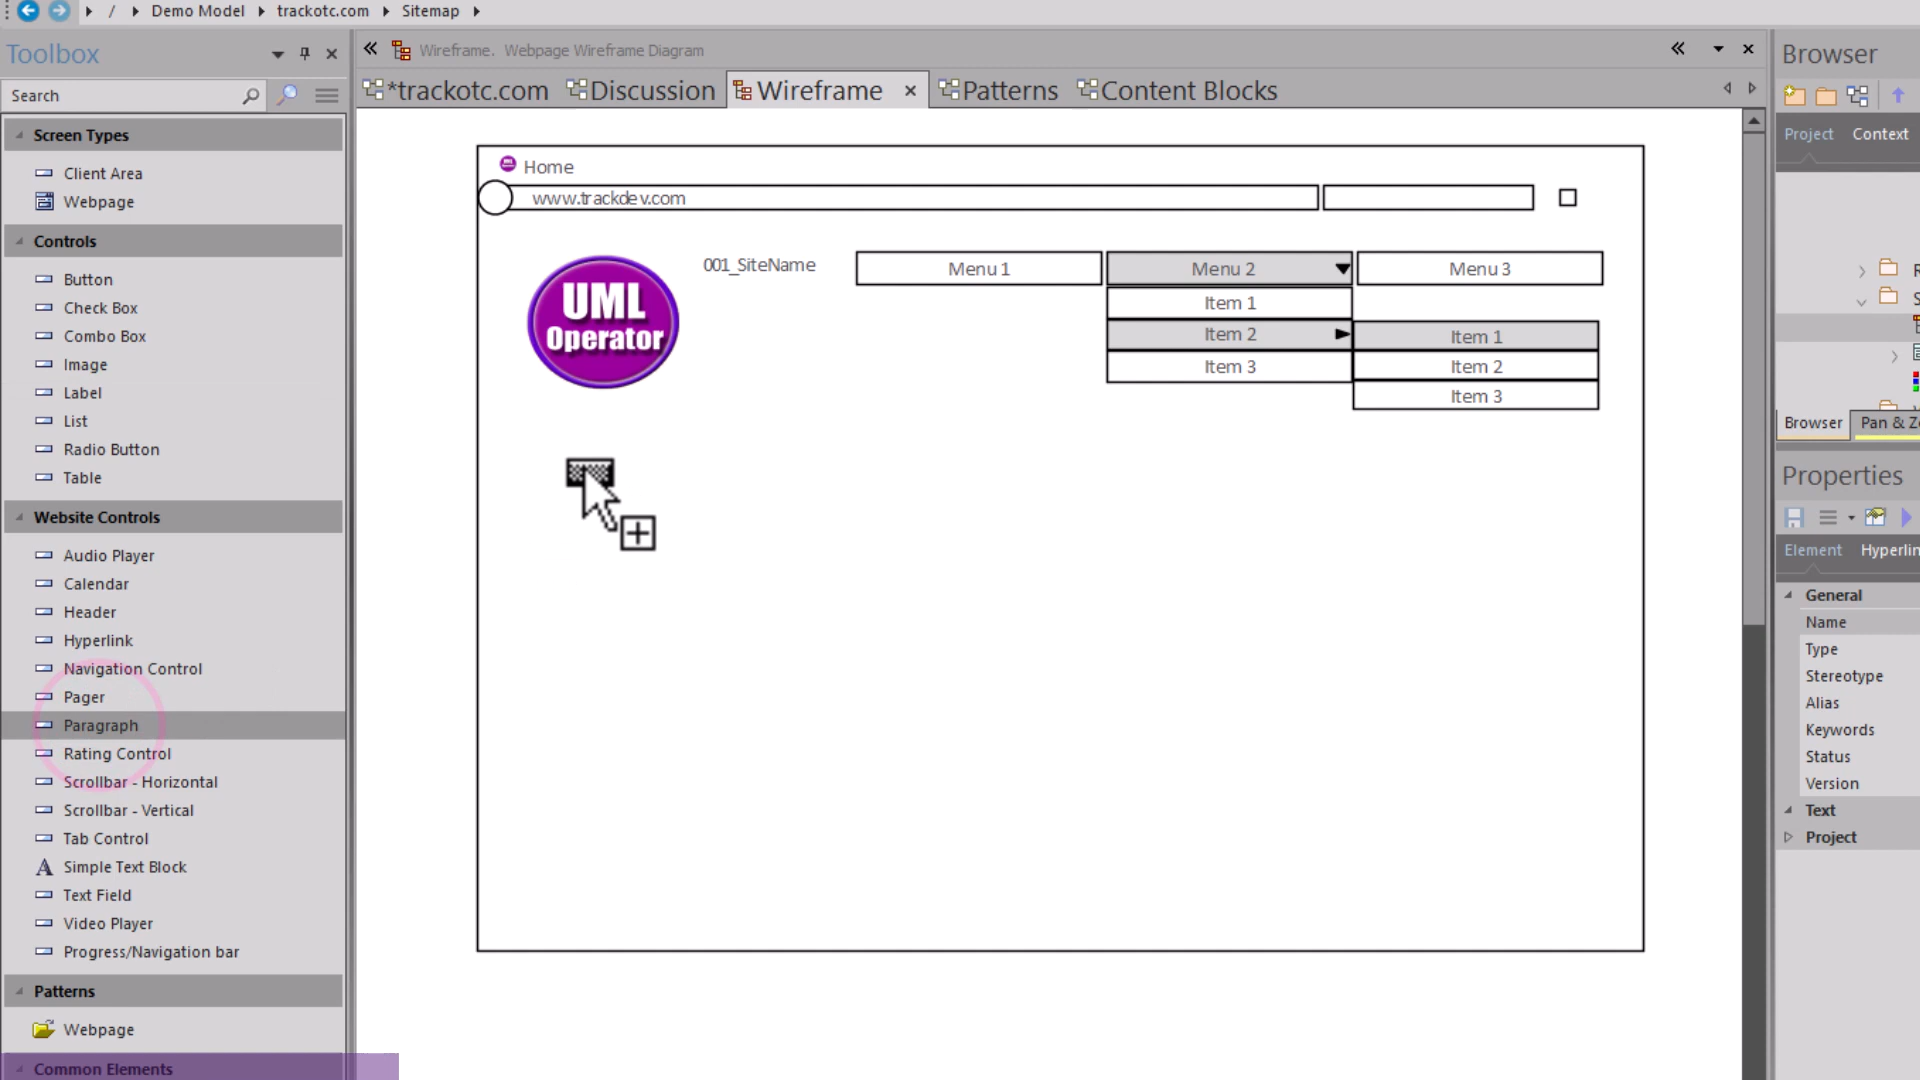 / Demo Model trackotc.com Sitemap
Toolbox
Search
Screen Types
Client Area
Webpage
Controls
Button
Check Box
Combo Box
Image
Label
List
Radio Button
Table
Website Controls
Audio Player
Calendar
Header
Hyperlink
Navigation Control
Pager
Paragraph
Rating Control
Scrollbar - Horizontal
Scrollbar - Vertical
Tab Control
Simple Text Block
Text Field
Video Player
Progress/Navigation bar
Patterns
Webpage
Common Elements
Wireframe. Webpage Wireframe Diagram
*trackotc.com Discussion Wireframe Patterns Content Blocks
Home
www.trackdev.com
UML
Operator
001_SiteName
Menu 1 Menu 2 Menu 3
Item 1
Item 2
Item 3
Item 1
Item 2
Item 3
Browser
Project Context
Browser Pan & Z
Properties
Element Hyperlin
General
Name
Type
Stereotype
Alias
Keywords
Status
Version
Text
Project